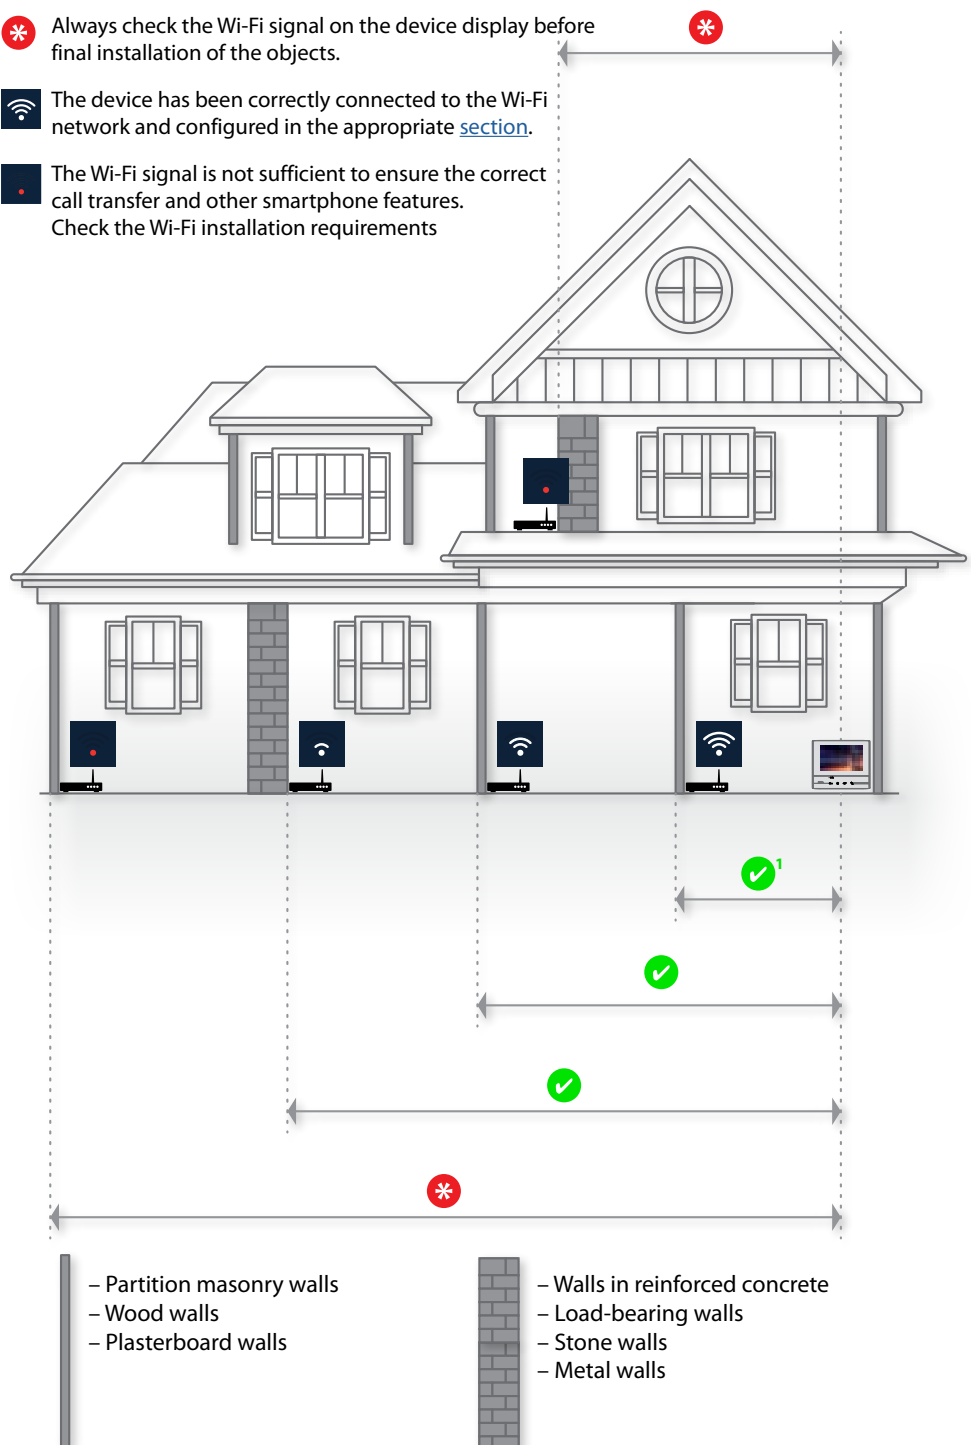 Always check the Wi-Fi signal on the device display before
final installation of the objects.
The device has been correctly connected to the Wi-Fi
network and configured in the appropriate section.
The Wi-Fi signal is not sufficient to ensure the correct
call transfer and other smartphone features.
Check the Wi-Fi installation requirements
1
– Partition masonry walls
– Wood walls
– Plasterboard walls
– Walls in reinforced concrete
– Load-bearing walls
– Stone walls
– Metal walls